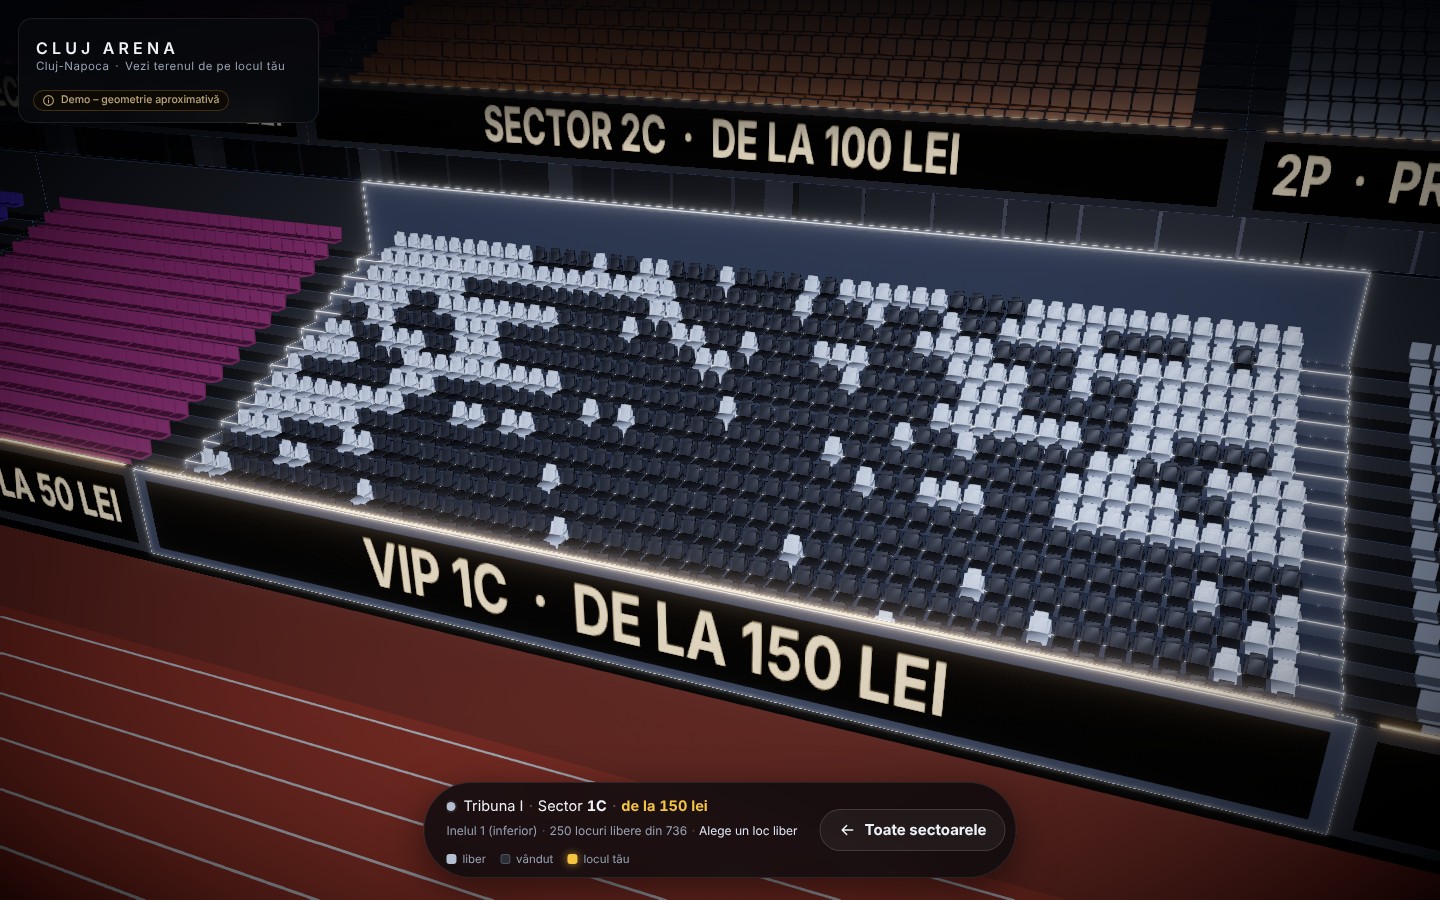 CLUJ ARENA
Cluj-Napoca · Vezi terenul de pe locul tău
Demo – geometrie aproximativă
SECTOR 2C · DE LA 100 LEI
2P ·
LA 50 LEI
VIP 1C · DE LA 150 LEI
Tribuna I · Sector 1C · de la 150 lei
Inelul 1 (inferior) · 250 locuri libere din 736 · Alege un loc liber
← Toate sectoarele
liber vândut locul tău